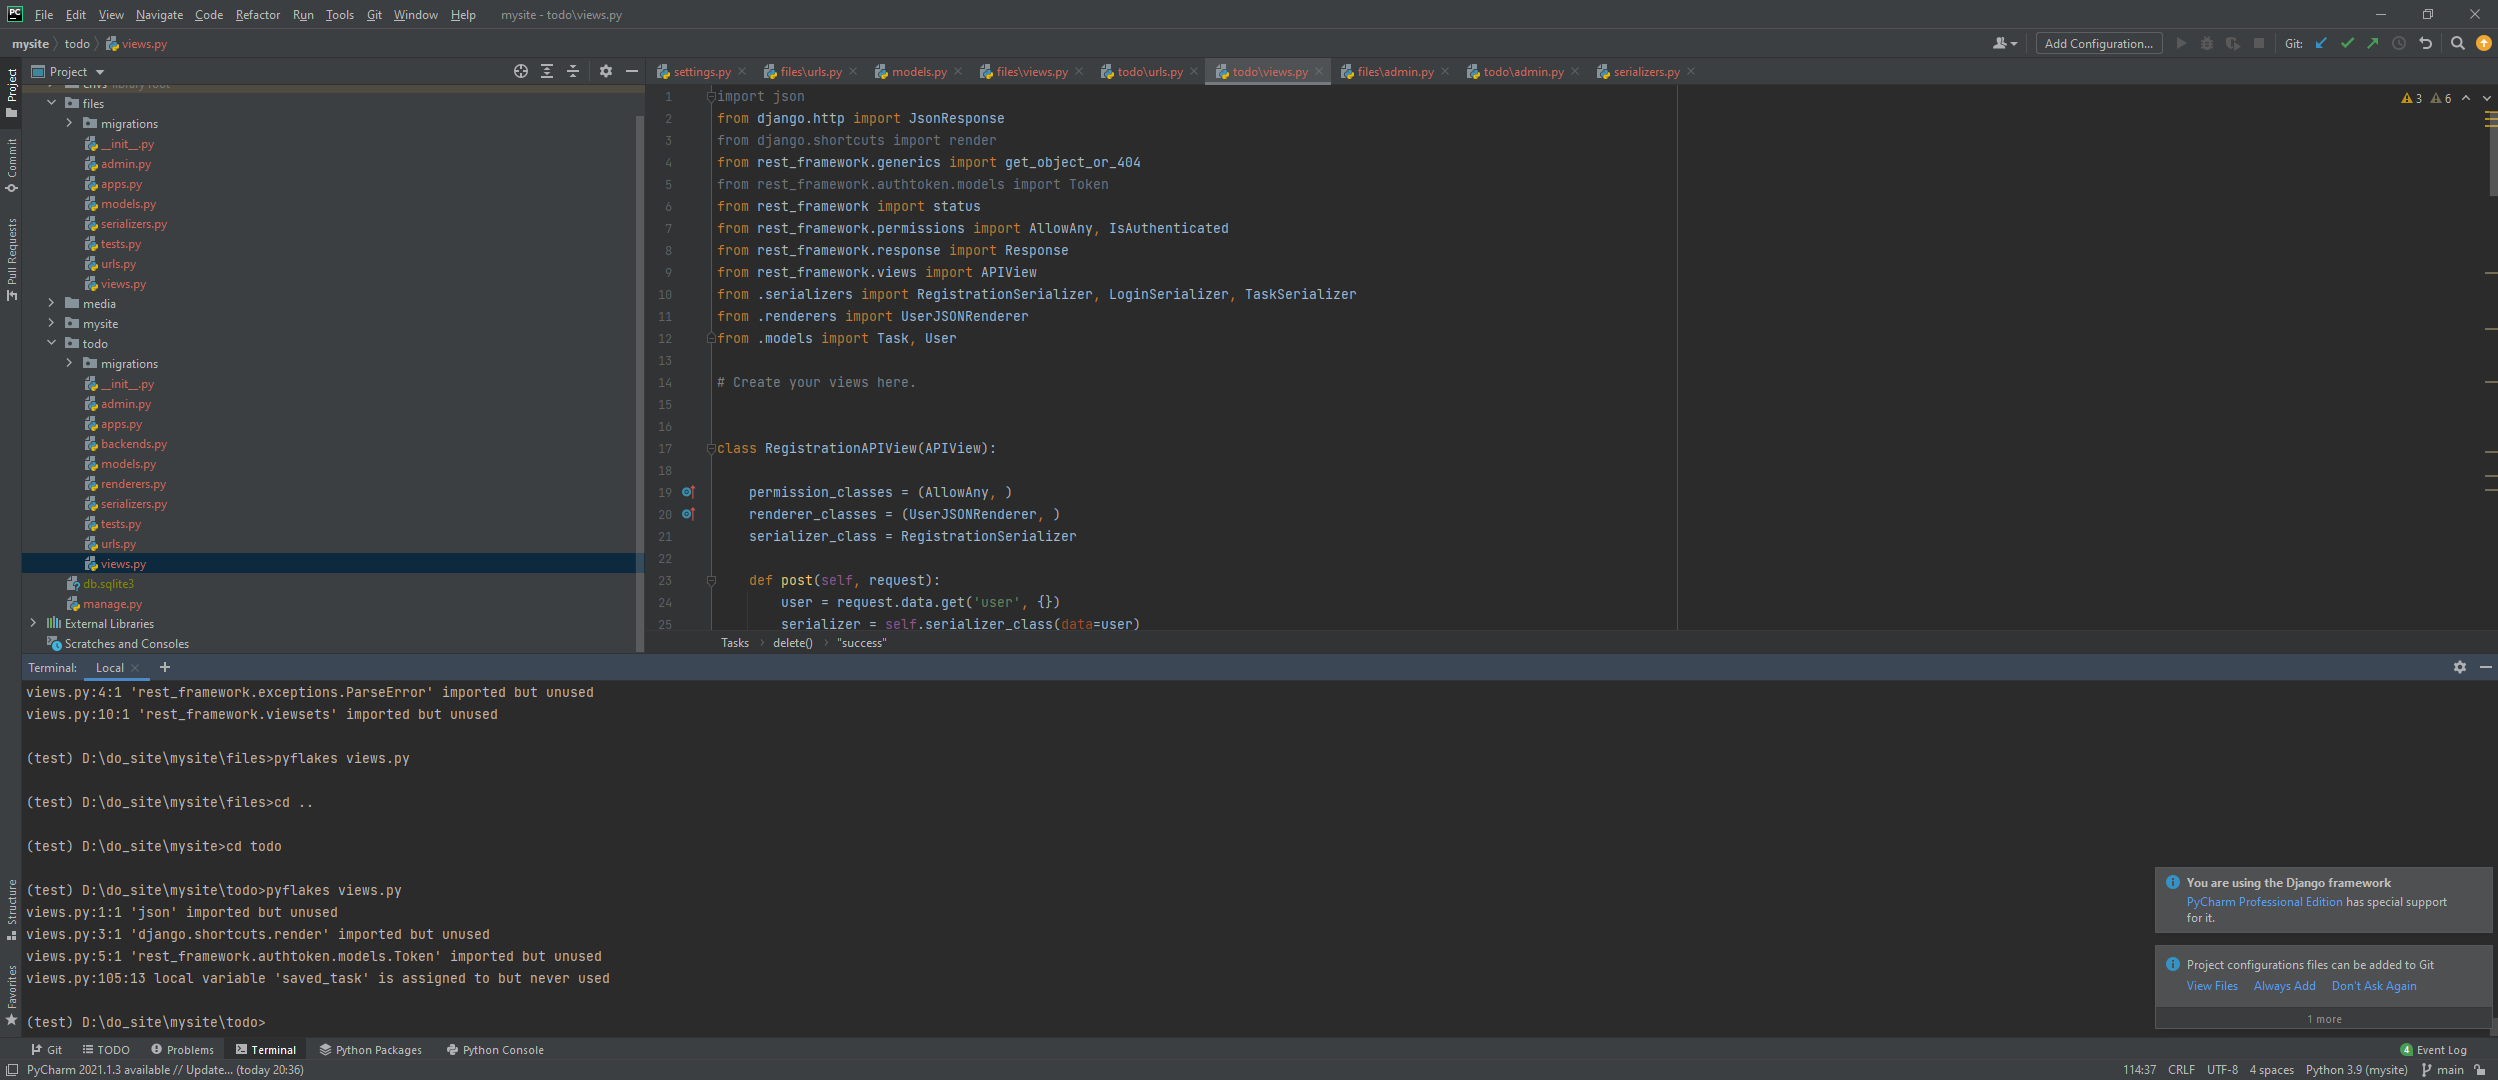 PC File Edit View Navigate Code Refactor Run Tools Git Window Help mysite - todo\views.py
mysite todo views.py Add Configuration... Git:
Project
settings.py files\urls.py models.py files\views.py todo\urls.py todo\views.py files\admin.py todo\admin.py serializers.py
Project
Commit
Pull Requests
library root
files
migrations
__init__.py
admin.py
apps.py
models.py
serializers.py
tests.py
urls.py
views.py
media
mysite
todo
migrations
__init__.py
admin.py
apps.py
backends.py
models.py
renderers.py
serializers.py
tests.py
urls.py
views.py
db.sqlite3
manage.py
External Libraries
Scratches and Consoles
3 6
1 import json
2 from django.http import JsonResponse
3 from django.shortcuts import render
4 from rest_framework.generics import get_object_or_404
5 from rest_framework.authtoken.models import Token
6 from rest_framework import status
7 from rest_framework.permissions import AllowAny, IsAuthenticated
8 from rest_framework.response import Response
9 from rest_framework.views import APIView
10 from .serializers import RegistrationSerializer, LoginSerializer, TaskSerializer
11 from .renderers import UserJSONRenderer
12 from .models import Task, User
13
14 # Create your views here.
15
16
17 class RegistrationAPIView(APIView):
18
19 permission_classes = (AllowAny, )
20 renderer_classes = (UserJSONRenderer, )
21 serializer_class = RegistrationSerializer
22
23 def post(self, request):
24 user = request.data.get('user', {})
25 serializer = self.serializer_class(data=user)
Tasks delete() "success"
Terminal: Local +
views.py:4:1 'rest_framework.exceptions.ParseError' imported but unused
views.py:10:1 'rest_framework.viewsets' imported but unused
(test) D:\do_site\mysite\files>pyflakes views.py
(test) D:\do_site\mysite\files>cd ..
(test) D:\do_site\mysite>cd todo
(test) D:\do_site\mysite\todo>pyflakes views.py
views.py:1:1 'json' imported but unused
views.py:3:1 'django.shortcuts.render' imported but unused
views.py:5:1 'rest_framework.authtoken.models.Token' imported but unused
views.py:105:13 local variable 'saved_task' is assigned to but never used
(test) D:\do_site\mysite\todo>
Structure
Favorites
You are using the Django framework
PyCharm Professional Edition has special support
for it.
Project configurations files can be added to Git
View Files Always Add Don't Ask Again
1 more
Git TODO Problems Terminal Python Packages Python Console 4 Event Log
PyCharm 2021.1.3 available // Update... (today 20:36) 114:37 CRLF UTF-8 4 spaces Python 3.9 (mysite) main